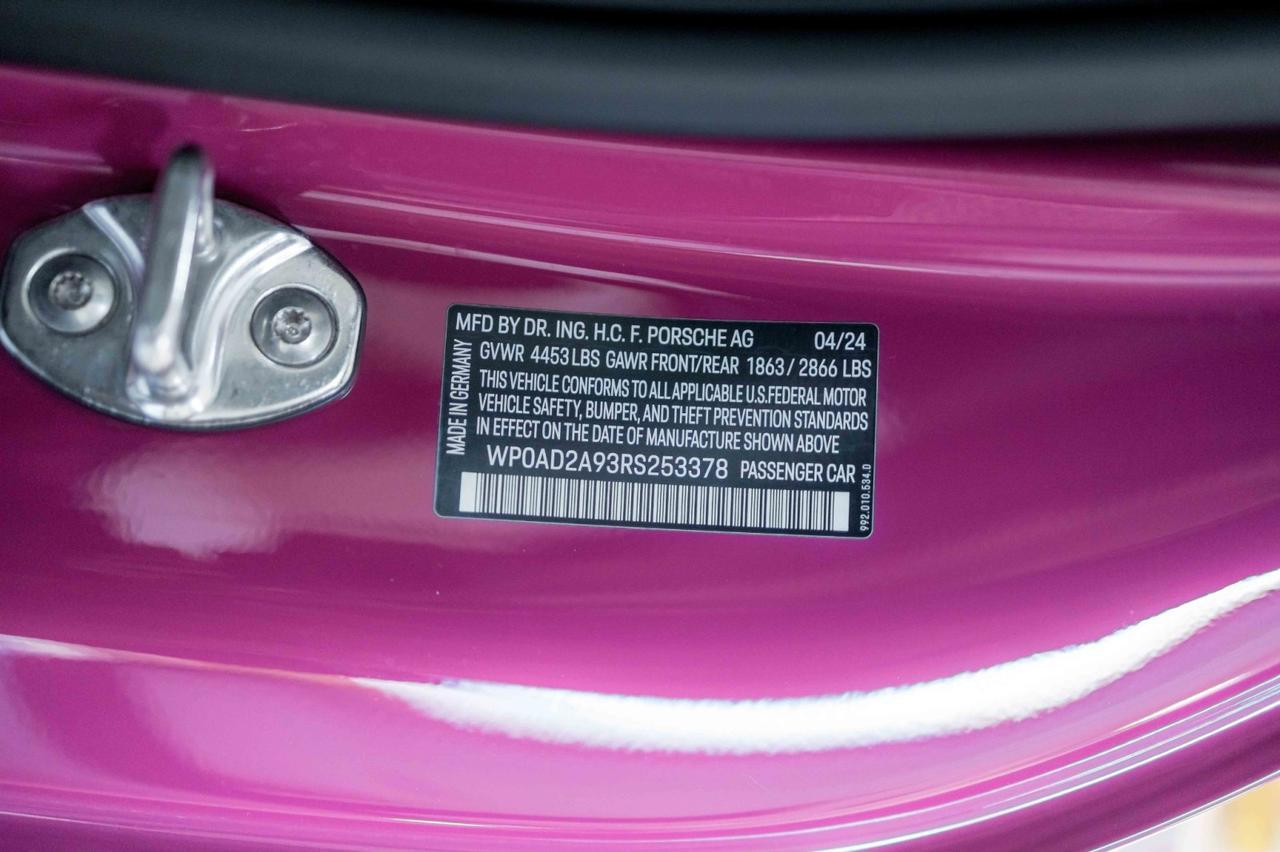 MFD BY DR. ING. H.C. F. PORSCHE AG 04/24
GVWR 4453 LBS GAWR FRONT/REAR 1863 / 2866 LBS
THIS VEHICLE CONFORMS TO ALL APPLICABLE U.S.FEDERAL MOTOR
VEHICLE SAFETY, BUMPER, AND THEFT PREVENTION STANDARDS
IN EFFECT ON THE DATE OF MANUFACTURE SHOWN ABOVE
WP0AD2A93RS253378 PASSENGER CAR
MADE IN GERMANY
992.010.534.0